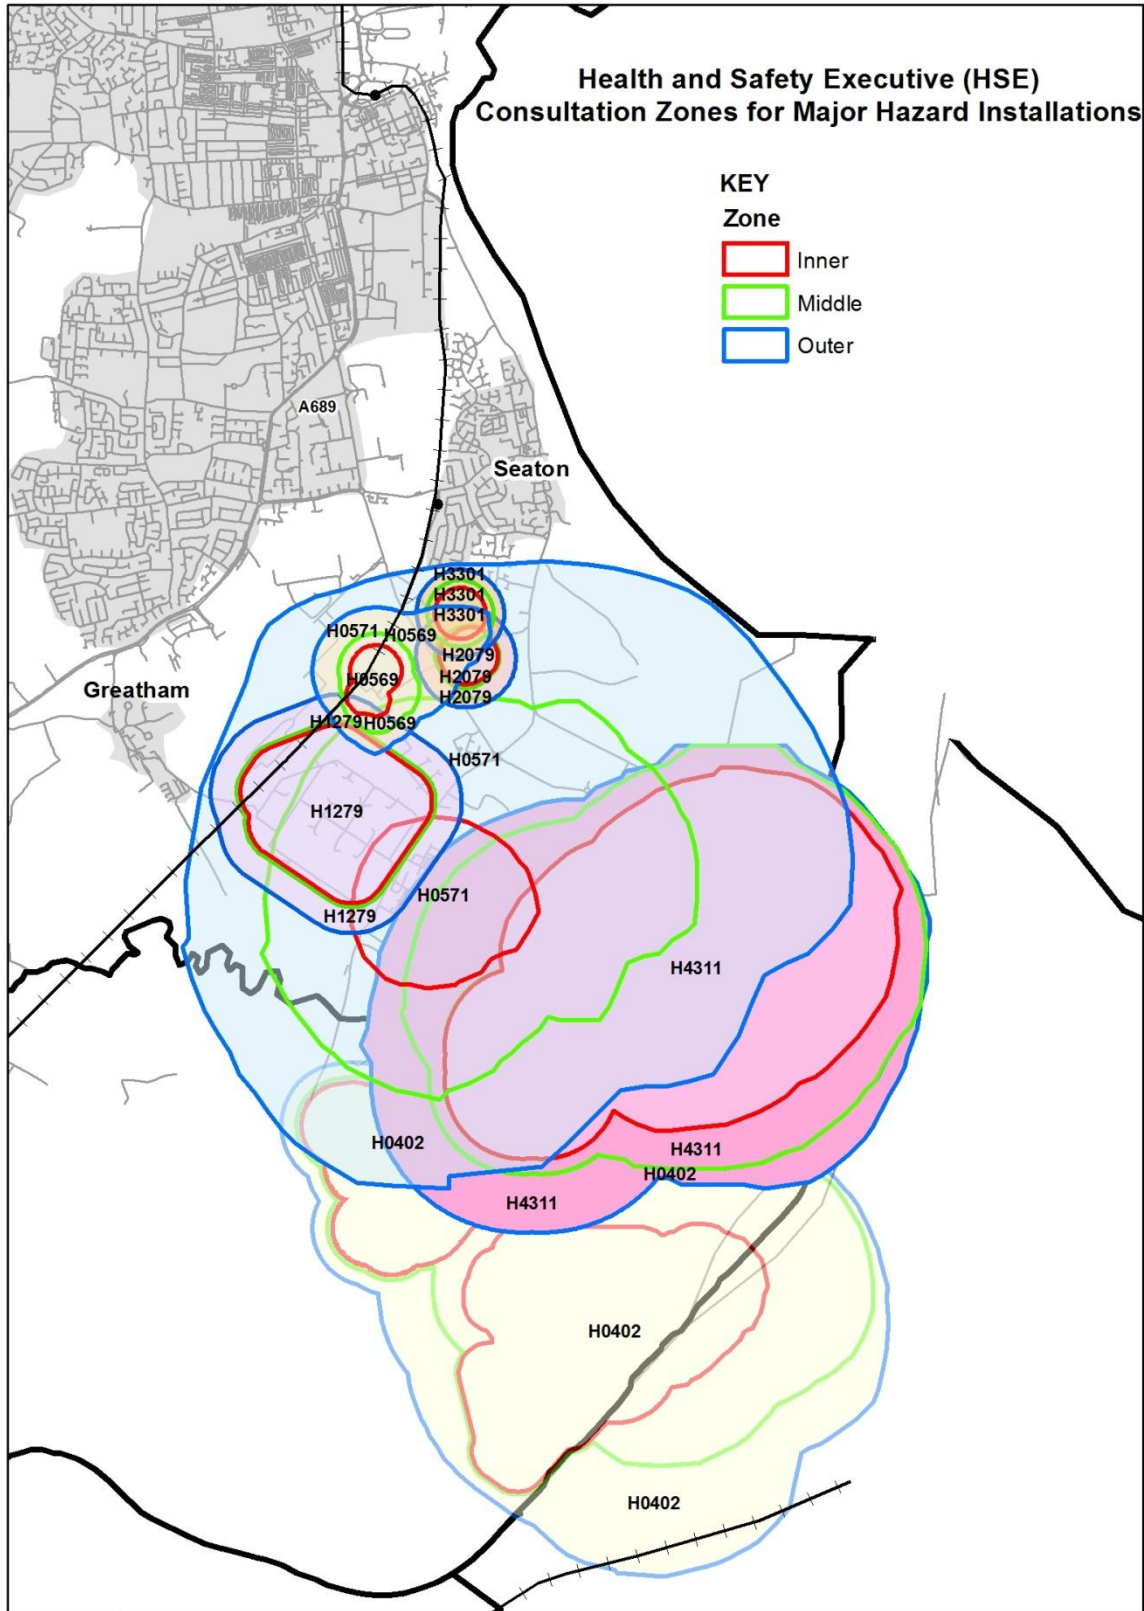 Health and Safety Executive (HSE)
Consultation Zones for Major Hazard Installations
KEY
Zone
Inner
Middle
Outer
A689
Seaton
H3301
H3301
H3301
H0571
H0569
H2079
H0569
H2079
Greatham
H2079
H1279
H0569
H0571
H1279
H0571
H1279
H4311
H0402
H4311
H0402
H4311
H0402
H0402